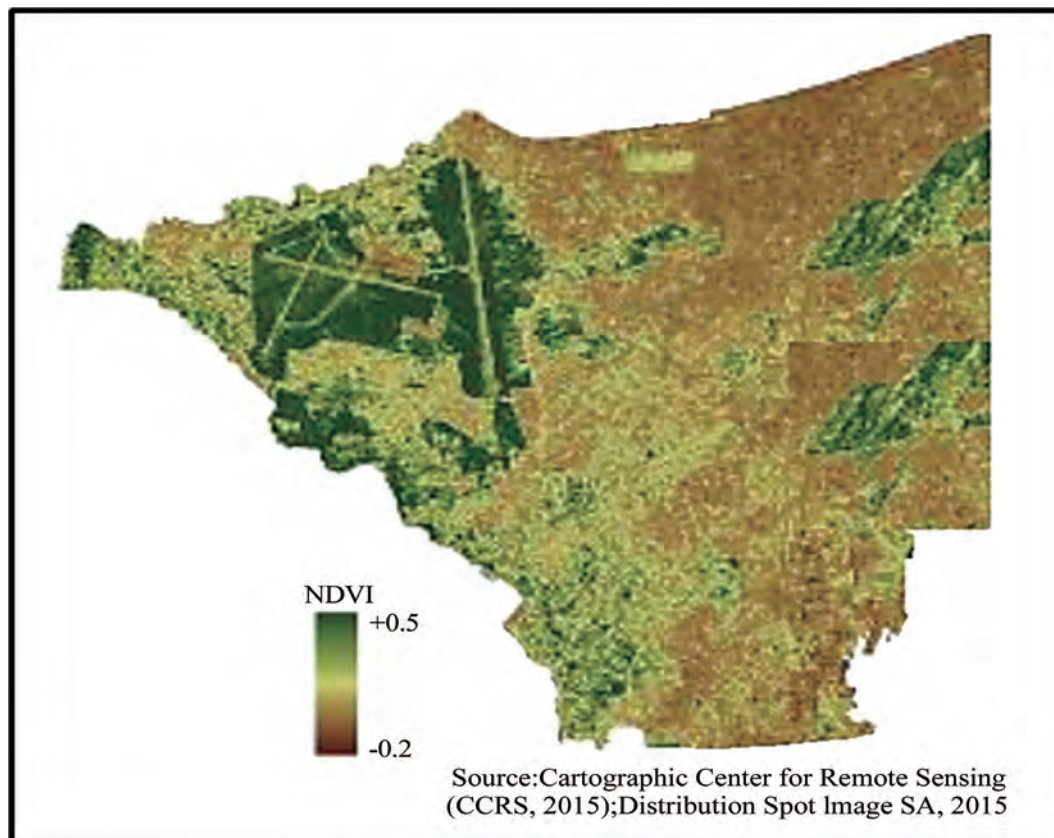 NDVI
+0.5
-0.2
Source:Cartographic Center for Remote Sensing
(CCRS, 2015);Distribution Spot lmage SA, 2015